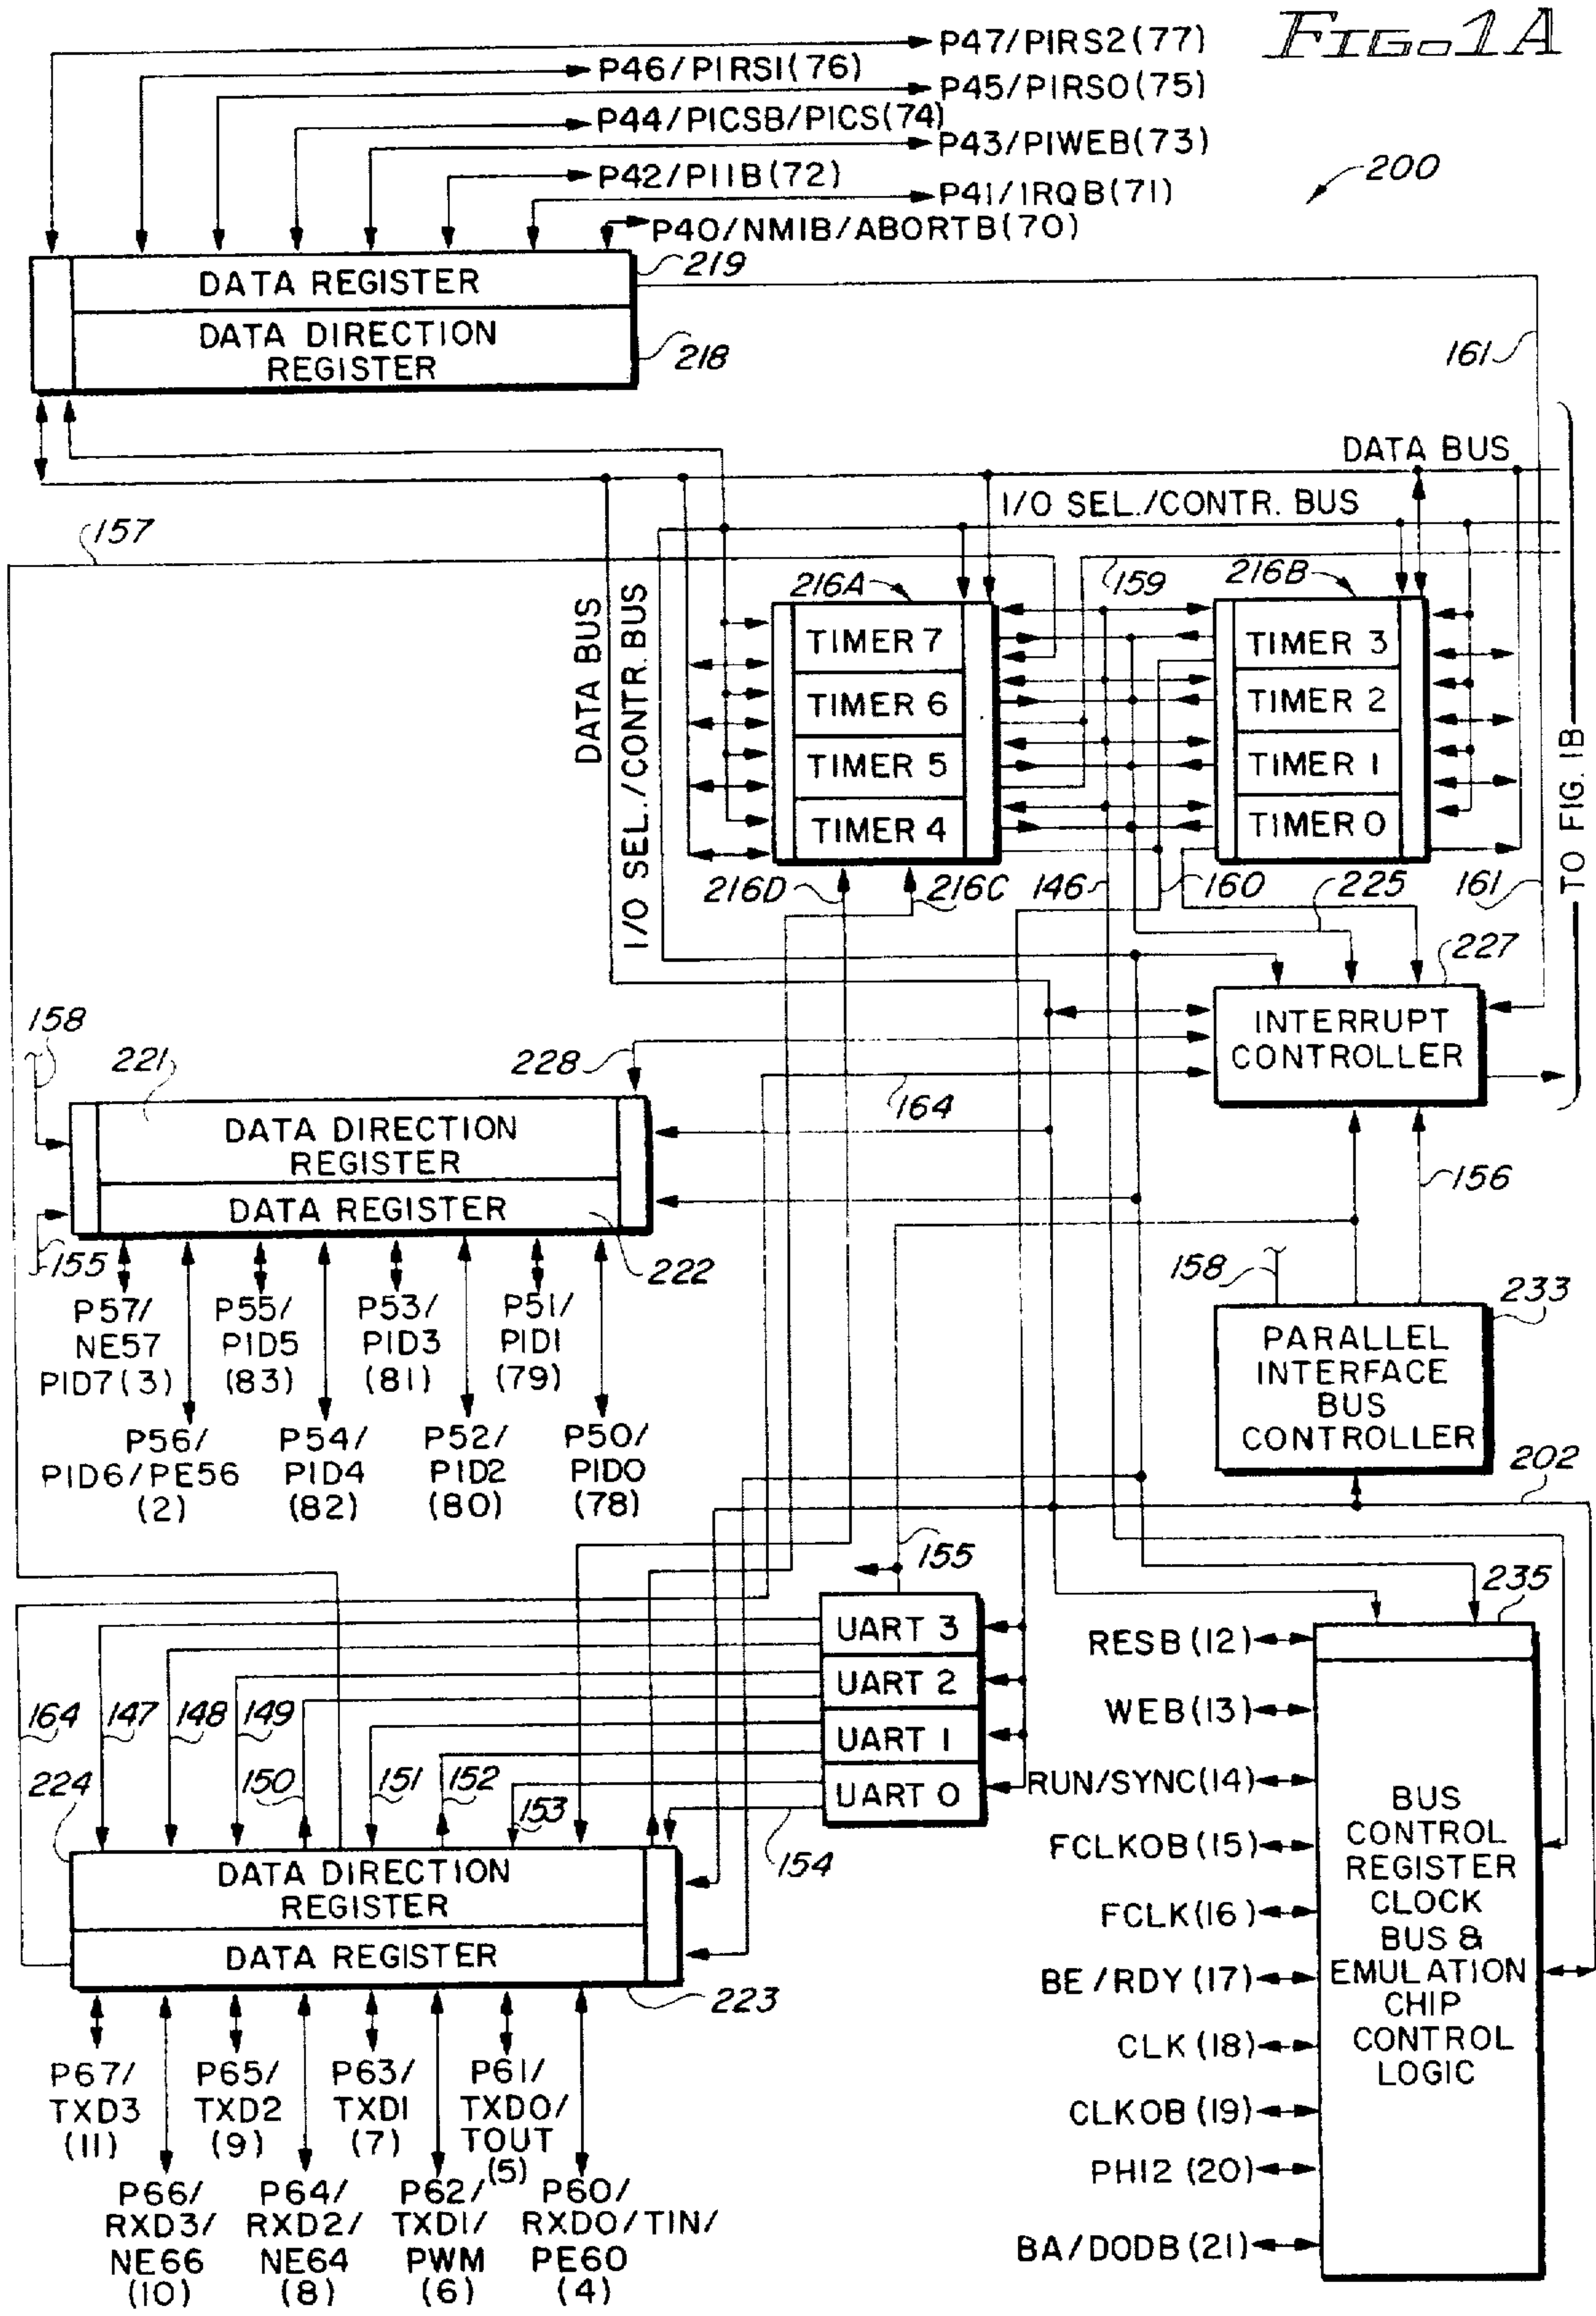 FIG. 1A
P47/PIRS2(77)
P46/PIRSI(76)
P45/PIRSO(75)
P44/PICSB/PICS(74)
P43/PIWEB(73)
P42/PIIB(72)
P41/IRQB(71)
P40/NMIB/ABORTB(70)
200
219
DATA REGISTER
DATA DIRECTION
REGISTER
218
161
DATA BUS
I/O SEL./CONTR. BUS
157
159
216A
216B
DATA BUS
I/O SEL./CONTR. BUS
TIMER 7
TIMER 6
TIMER 5
TIMER 4
TIMER 3
TIMER 2
TIMER 1
TIMER 0
TO FIG. 1B
216D
216C
146
160
225
161
227
INTERRUPT
CONTROLLER
158
221
228
164
DATA DIRECTION
REGISTER
DATA REGISTER
222
155
156
P57/
NE57
PID7(3)
P55/
PID5
(83)
P53/
PID3
(81)
P51/
PID1
(79)
P56/
PID6/PE56
(2)
P54/
PID4
(82)
P52/
PID2
(80)
P50/
PIDO
(78)
158
233
PARALLEL
INTERFACE
BUS
CONTROLLER
202
155
235
UART 3
UART 2
UART 1
UART 0
164
147
148
149
150
151
152
153
154
224
DATA DIRECTION
REGISTER
DATA REGISTER
223
P67/
TXD3
(11)
P65/
TXD2
(9)
P63/
TXD1
(7)
P61/
TXDO/
TOUT
(5)
P66/
RXD3/
NE66
(10)
P64/
RXD2/
NE64
(8)
P62/
TXD1/
PWM
(6)
P60/
RXDO/TIN/
PE60
(4)
RESB(12)
WEB(13)
RUN/SYNC(14)
FCLKOB(15)
FCLK(16)
BE/RDY(17)
CLK(18)
CLKOB(19)
PHI2(20)
BA/DODB(21)
BUS
CONTROL
REGISTER
CLOCK
BUS &
EMULATION
CHIP
CONTROL
LOGIC